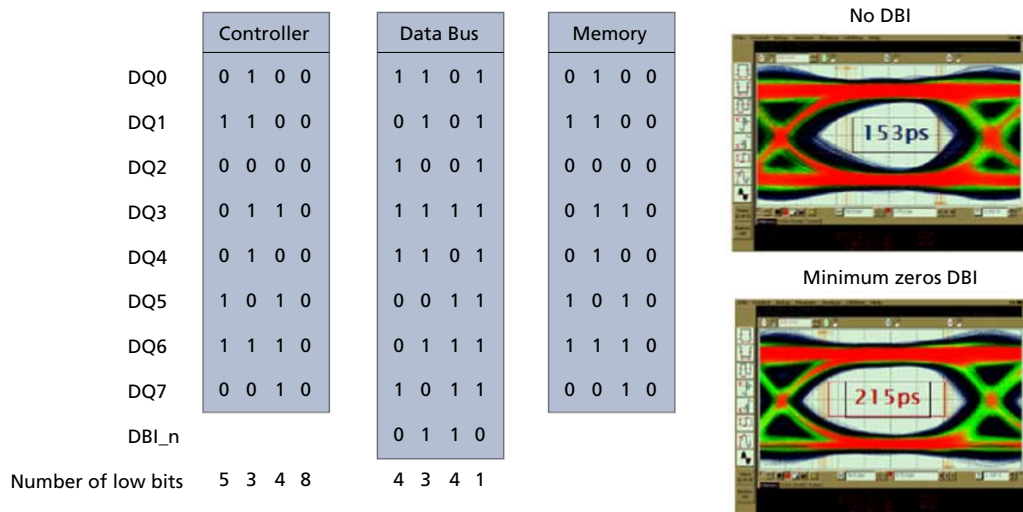 Controller Data Bus Memory
DQ0 0 1 0 0 1 1 0 1 0 1 0 0
DQ1 1 1 0 0 0 1 0 1 1 1 0 0
DQ2 0 0 0 0 1 0 0 1 0 0 0 0
DQ3 0 1 1 0 1 1 1 1 0 1 1 0
DQ4 0 1 0 0 1 1 0 1 0 1 0 0
DQ5 1 0 1 0 0 0 1 1 1 0 1 0
DQ6 1 1 1 0 0 1 1 1 1 1 1 0
DQ7 0 0 1 0 1 0 1 1 0 0 1 0
DBI_n 0 1 1 0
Number of low bits 5 3 4 8 4 3 4 1
No DBI
153ps
Minimum zeros DBI
215ps